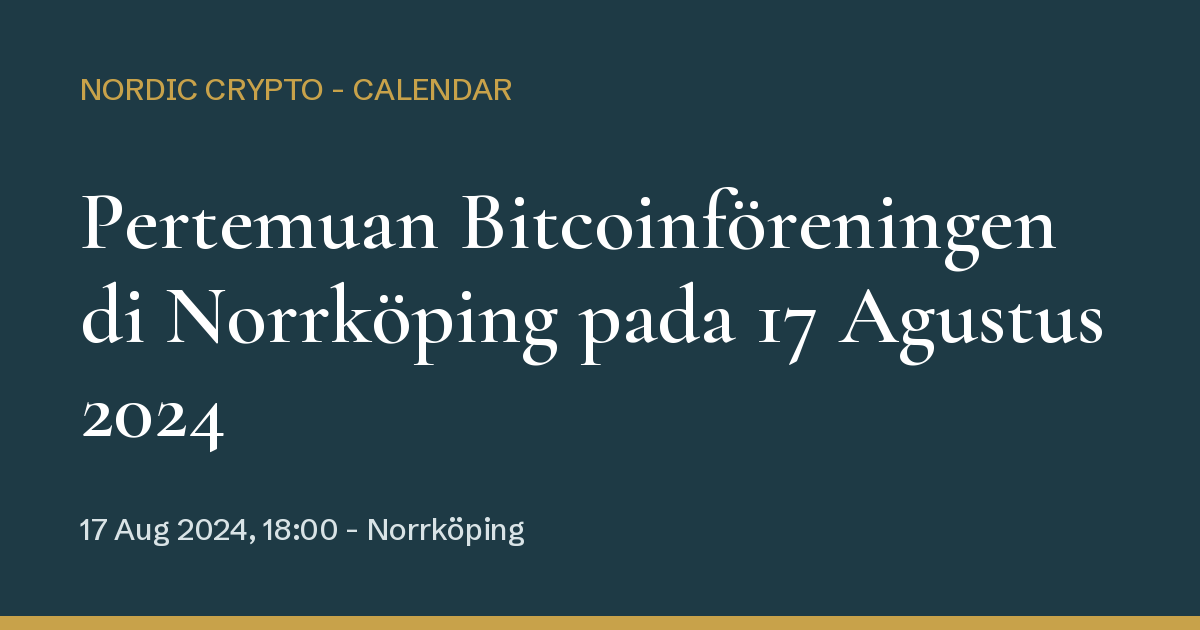 NORDIC CRYPTO - CALENDAR
Pertemuan Bitcoinföreningen
di Norrköping pada 17 Agustus
2024
17 Aug 2024, 18:00 - Norrköping